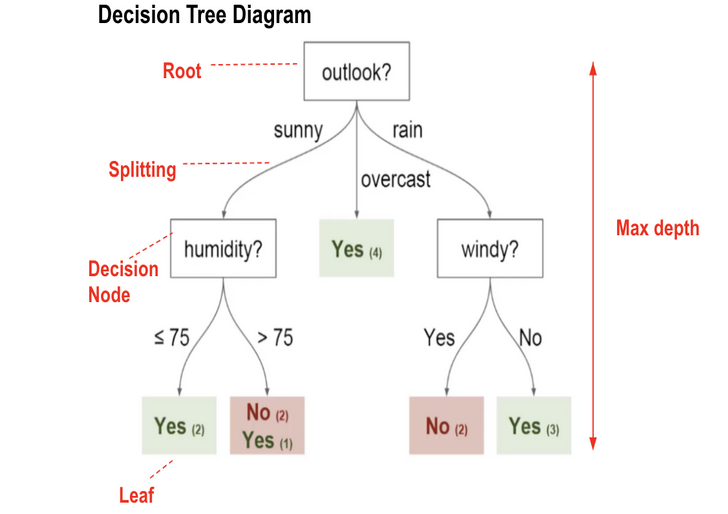 Decision Tree Diagram
Root
outlook?
sunny
rain
Splitting
overcast
Max depth
humidity?
Yes (4)
windy?
Decision
Node
≤ 75
> 75
Yes
No
Yes (2)
No (2)
Yes (1)
No (2)
Yes (3)
Leaf